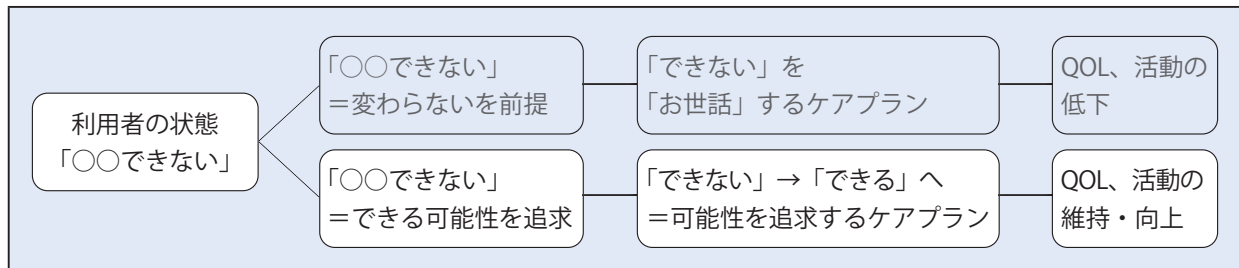 利用者の状態
「○○できない」
「○○できない」
＝変わらないを前提
「できない」を
「お世話」するケアプラン
QOL、活動の
低下
「○○できない」
＝できる可能性を追求
「できない」→「できる」へ
＝可能性を追求するケアプラン
QOL、活動の
維持・向上